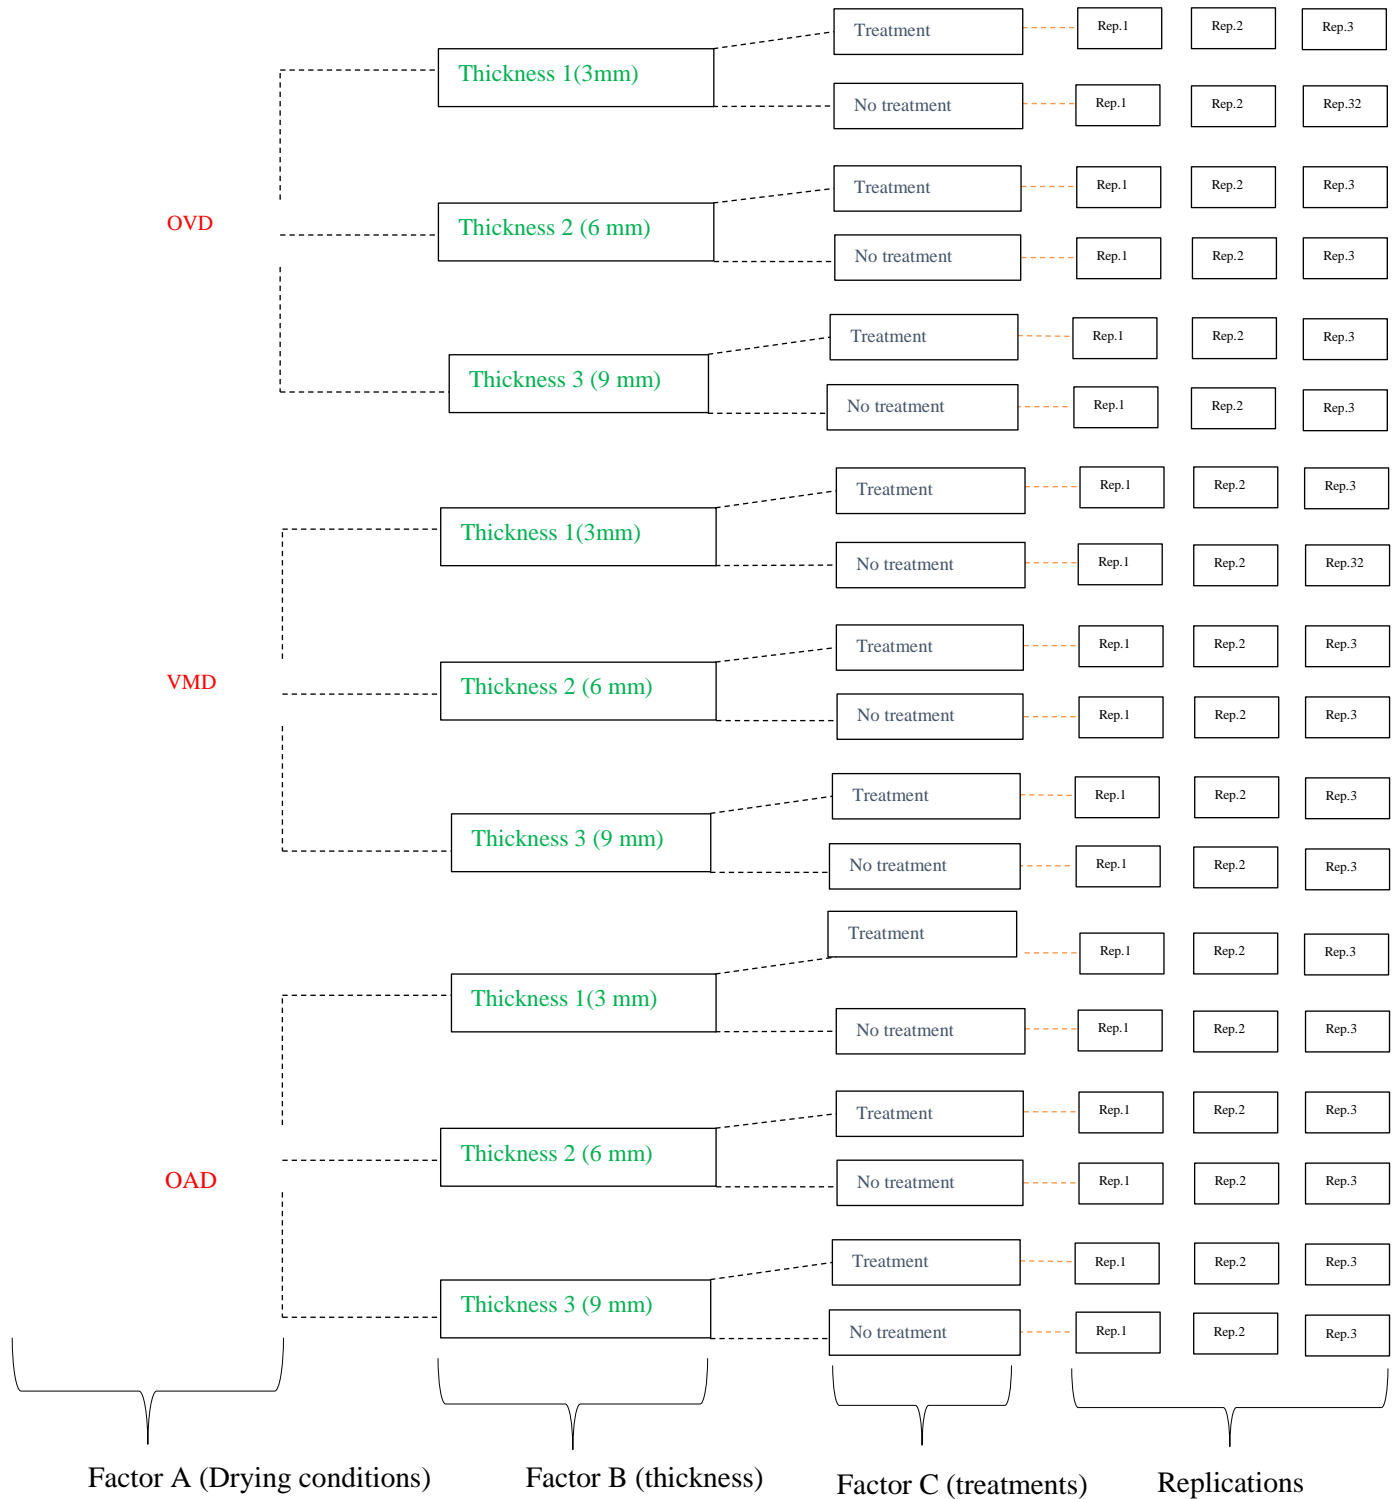 Treatment Rep.1 Rep.2 Rep.3
Thickness 1(3mm)
No treatment Rep.1 Rep.2 Rep.32
Treatment Rep.1 Rep.2 Rep.3
OVD Thickness 2 (6 mm)
No treatment Rep.1 Rep.2 Rep.3
Treatment Rep.1 Rep.2 Rep.3
Thickness 3 (9 mm)
No treatment Rep.1 Rep.2 Rep.3
Treatment Rep.1 Rep.2 Rep.3
Thickness 1(3mm)
No treatment Rep.1 Rep.2 Rep.32
Treatment Rep.1 Rep.2 Rep.3
VMD Thickness 2 (6 mm)
No treatment Rep.1 Rep.2 Rep.3
Treatment Rep.1 Rep.2 Rep.3
Thickness 3 (9 mm)
No treatment Rep.1 Rep.2 Rep.3
Treatment Rep.1 Rep.2 Rep.3
Thickness 1(3 mm)
No treatment Rep.1 Rep.2 Rep.3
Treatment Rep.1 Rep.2 Rep.3
Thickness 2 (6 mm)
OAD No treatment Rep.1 Rep.2 Rep.3
Treatment Rep.1 Rep.2 Rep.3
Thickness 3 (9 mm)
No treatment Rep.1 Rep.2 Rep.3
Factor A (Drying conditions) Factor B (thickness) Factor C (treatments) Replications